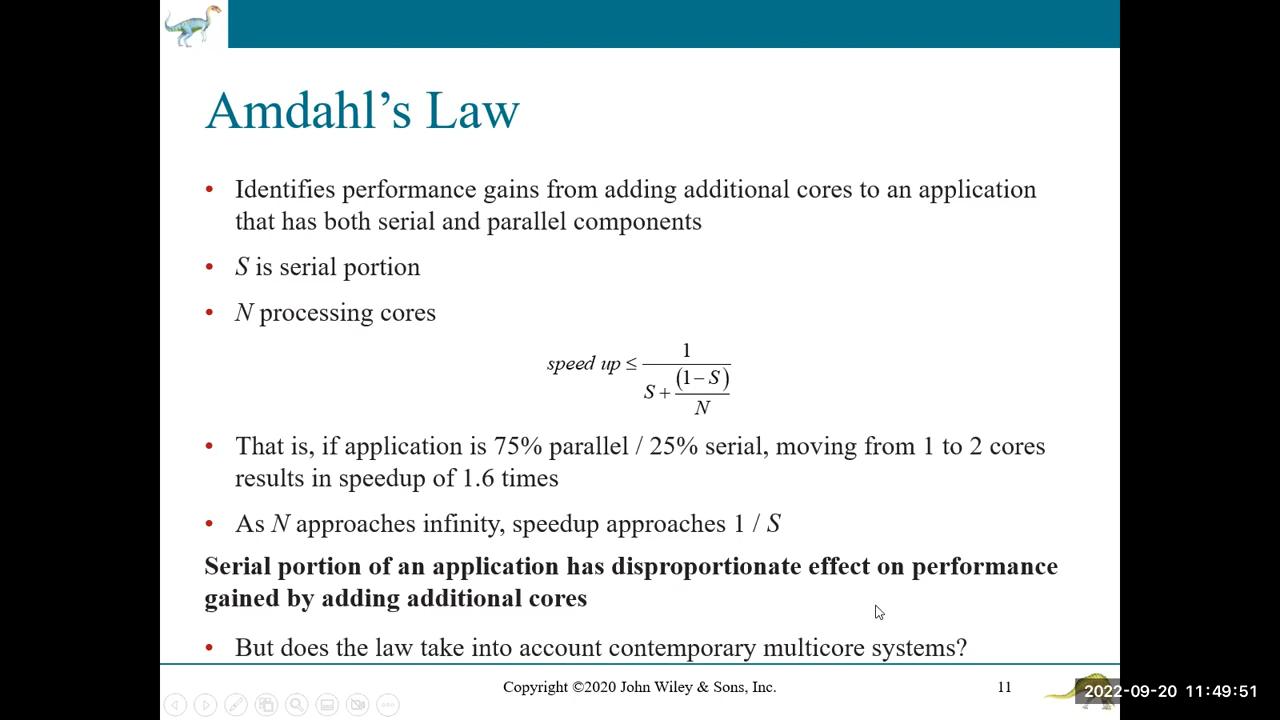 Amdahl’s Law
• Identifies performance gains from adding additional cores to an application
that has both serial and parallel components
• S is serial portion
• N processing cores
speed up ≤ 1 / (S + (1 − S) / N)
• That is, if application is 75% parallel / 25% serial, moving from 1 to 2 cores
results in speedup of 1.6 times
• As N approaches infinity, speedup approaches 1 / S
Serial portion of an application has disproportionate effect on performance
gained by adding additional cores
• But does the law take into account contemporary multicore systems?
Copyright ©2020 John Wiley & Sons, Inc.
11
2022-09-20 11:49:51